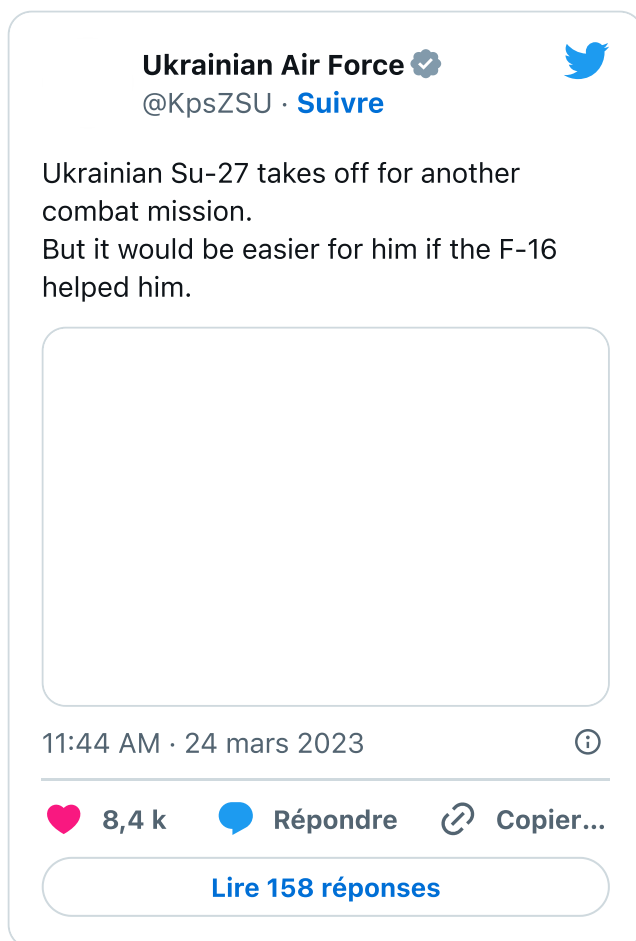 Ukrainian Air Force
@KpsZSU · Suivre
Ukrainian Su-27 takes off for another
combat mission.
But it would be easier for him if the F-16
helped him.
11:44 AM · 24 mars 2023
8,4 k Répondre Copier...
Lire 158 réponses